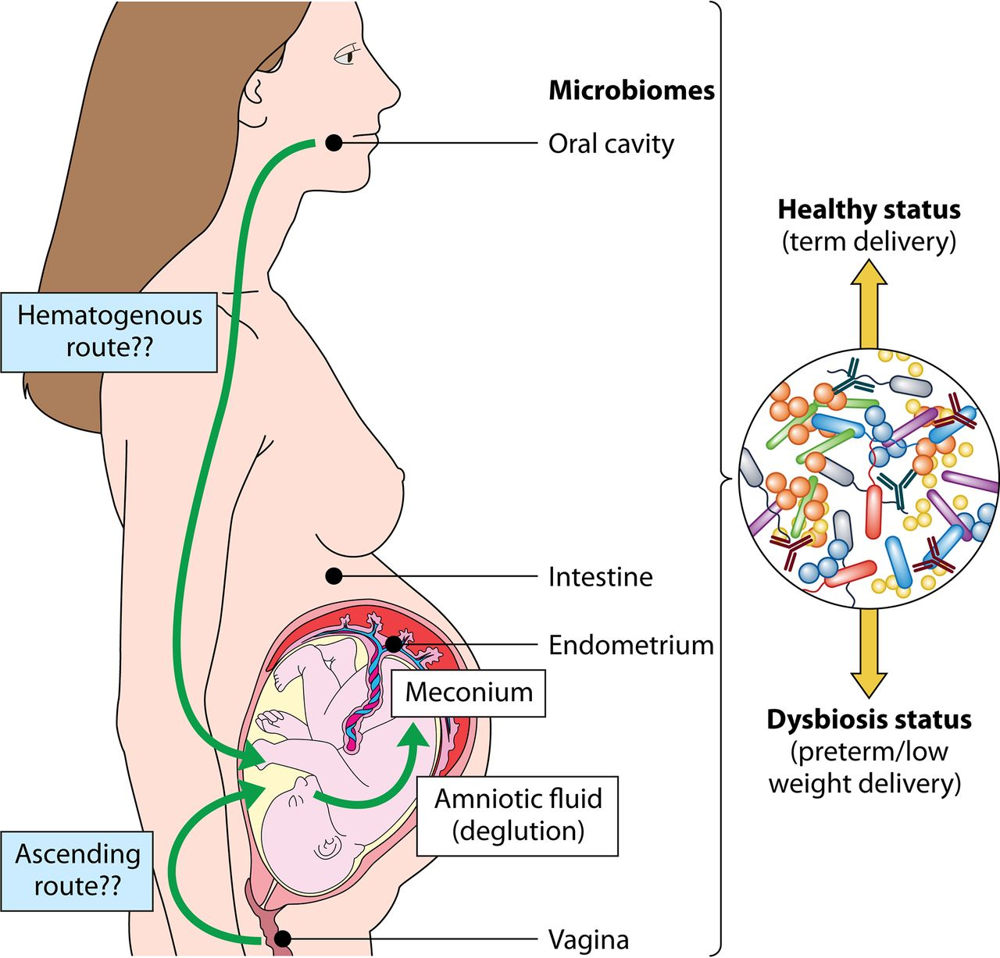 Microbiomes
Oral cavity
Healthy status
(term delivery)
Hematogenous
route??
Intestine
Endometrium
Meconium
Dysbiosis status
(preterm/low
weight delivery)
Amniotic fluid
(deglution)
Ascending
route??
Vagina